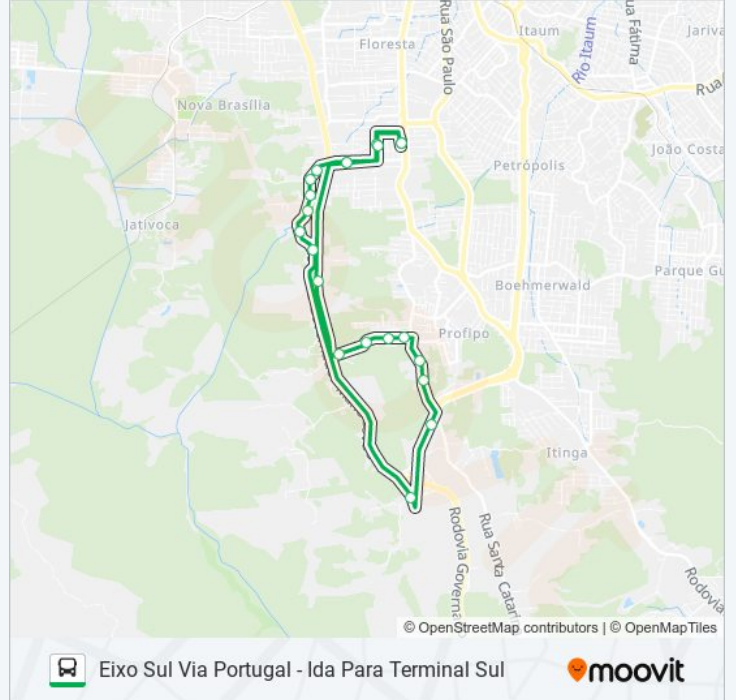 Rua São Paulo
Floresta
Itaum
Rio Itaum
ua Fátima
Jariva
Rua
Nova Brasília
João Costa
Petrópolis
Jativoca
Parque Gu
Boehmerwald
Profipo
Itinga
Rodovia Governa
Rua Santa Catari
Rodovia
© OpenStreetMap contributors | © OpenMapTiles
Eixo Sul Via Portugal - Ida Para Terminal Sul
moovit